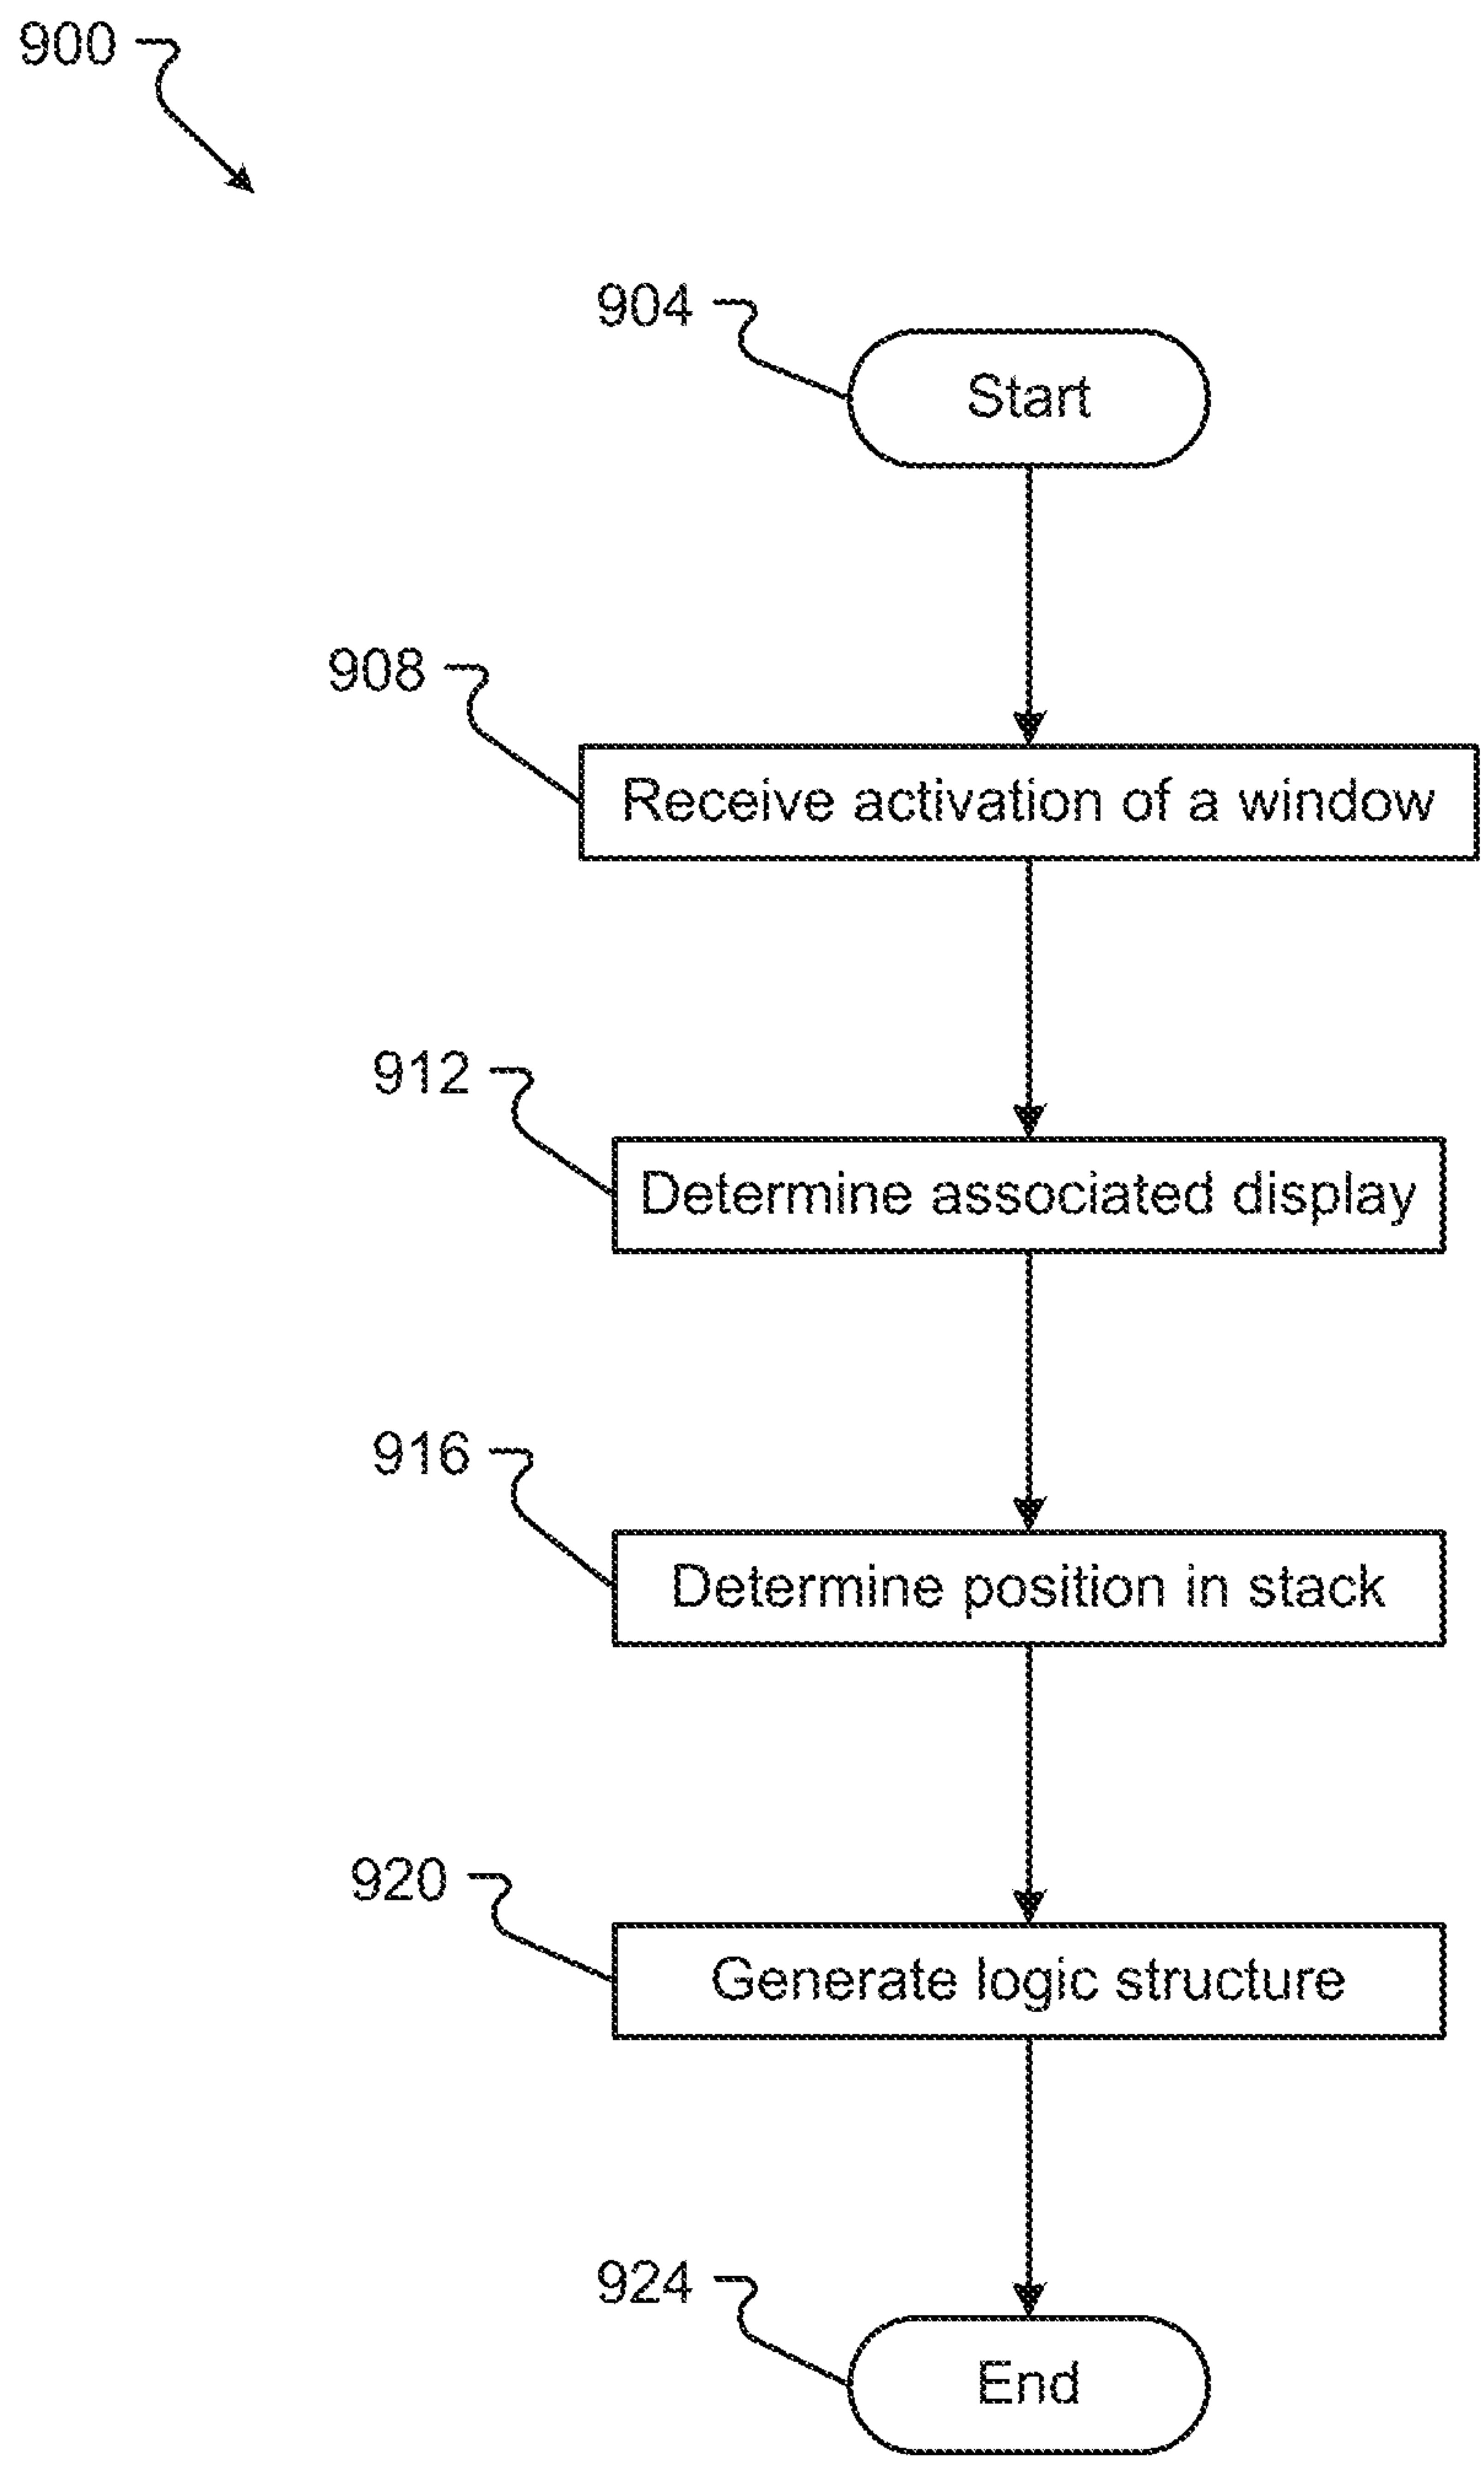 900
904
Start
908
Receive activation of a window
912
Determine associated display
916
Determine position in stack
920
Generate logic structure
924
End